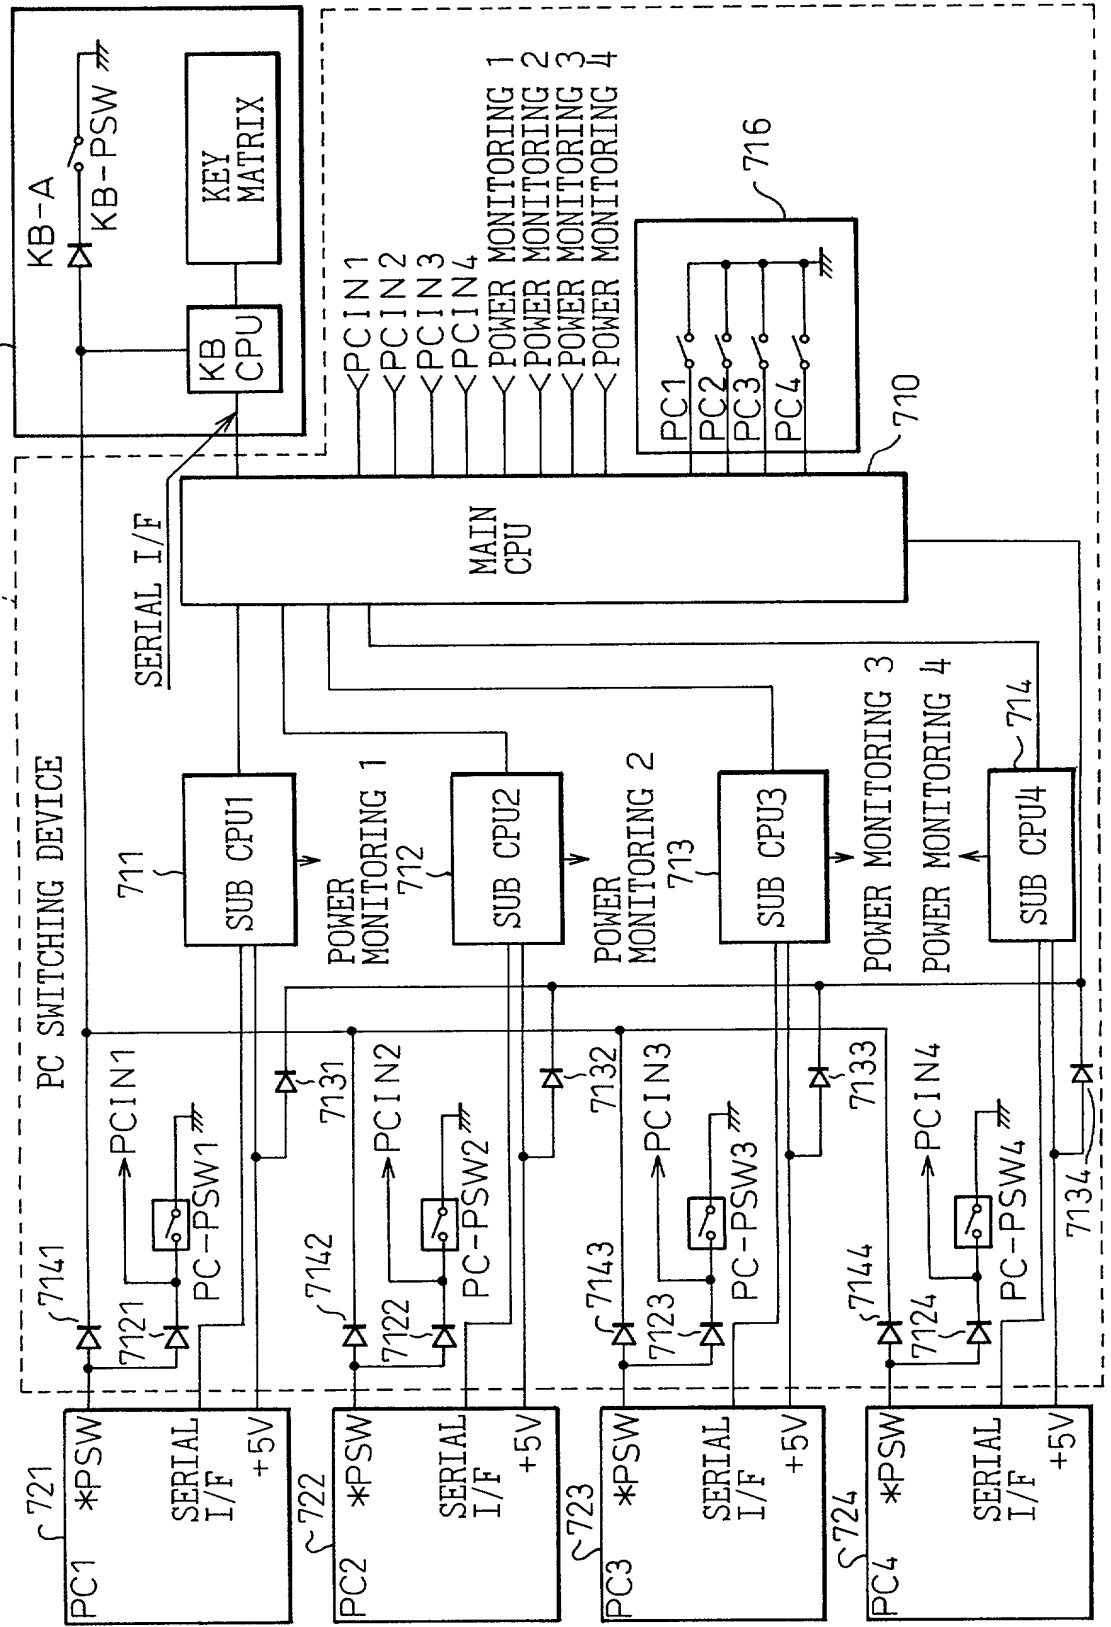 KB-A
KB-PSW
KEY
MATRIX
KB
CPU
SERIAL I/F
PCIN1
PCIN2
PCIN3
PCIN4
POWER MONITORING 1
POWER MONITORING 2
POWER MONITORING 3
POWER MONITORING 4
716
PC1
PC2
PC3
PC4
710
MAIN
CPU
PC SWITCHING DEVICE
711
SUB CPU1
POWER
MONITORING 1
712
SUB CPU2
POWER
MONITORING 2
713
SUB CPU3
POWER MONITORING 3
POWER MONITORING 4
714
SUB CPU4
PCIN1
7131
PCIN2
7132
PCIN3
7133
PCIN4
7134
7141
7121
PC-PSW1
7142
7122
PC-PSW2
7143
7123
PC-PSW3
7144
7124
PC-PSW4
721
PC1
*PSW
SERIAL
I/F
+5V
722
PC2
*PSW
SERIAL
I/F
+5V
723
PC3
*PSW
SERIAL
I/F
+5V
724
PC4
*PSW
SERIAL
I/F
+5V